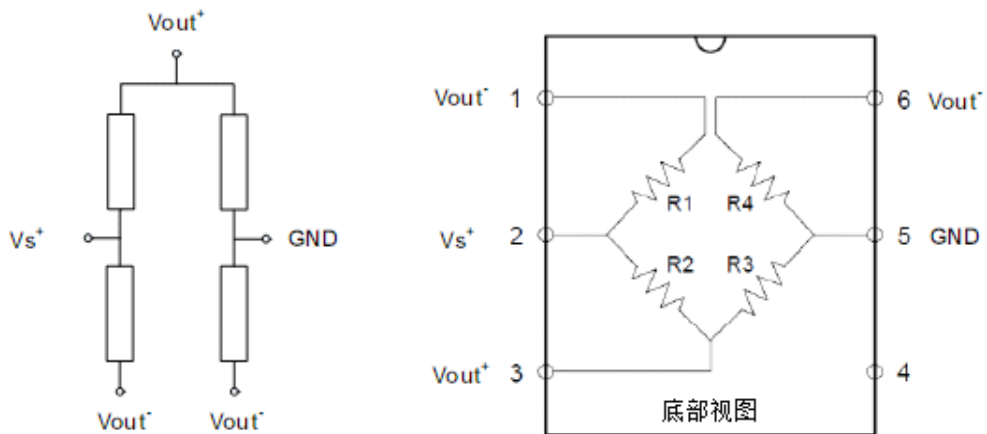 Vout⁺
Vs⁺
GND
Vout⁻ Vout⁻
Vout⁻ 1
6 Vout⁻
R1 R4
Vs⁺ 2
5 GND
R2 R3
Vout⁺ 3
4
底部视图